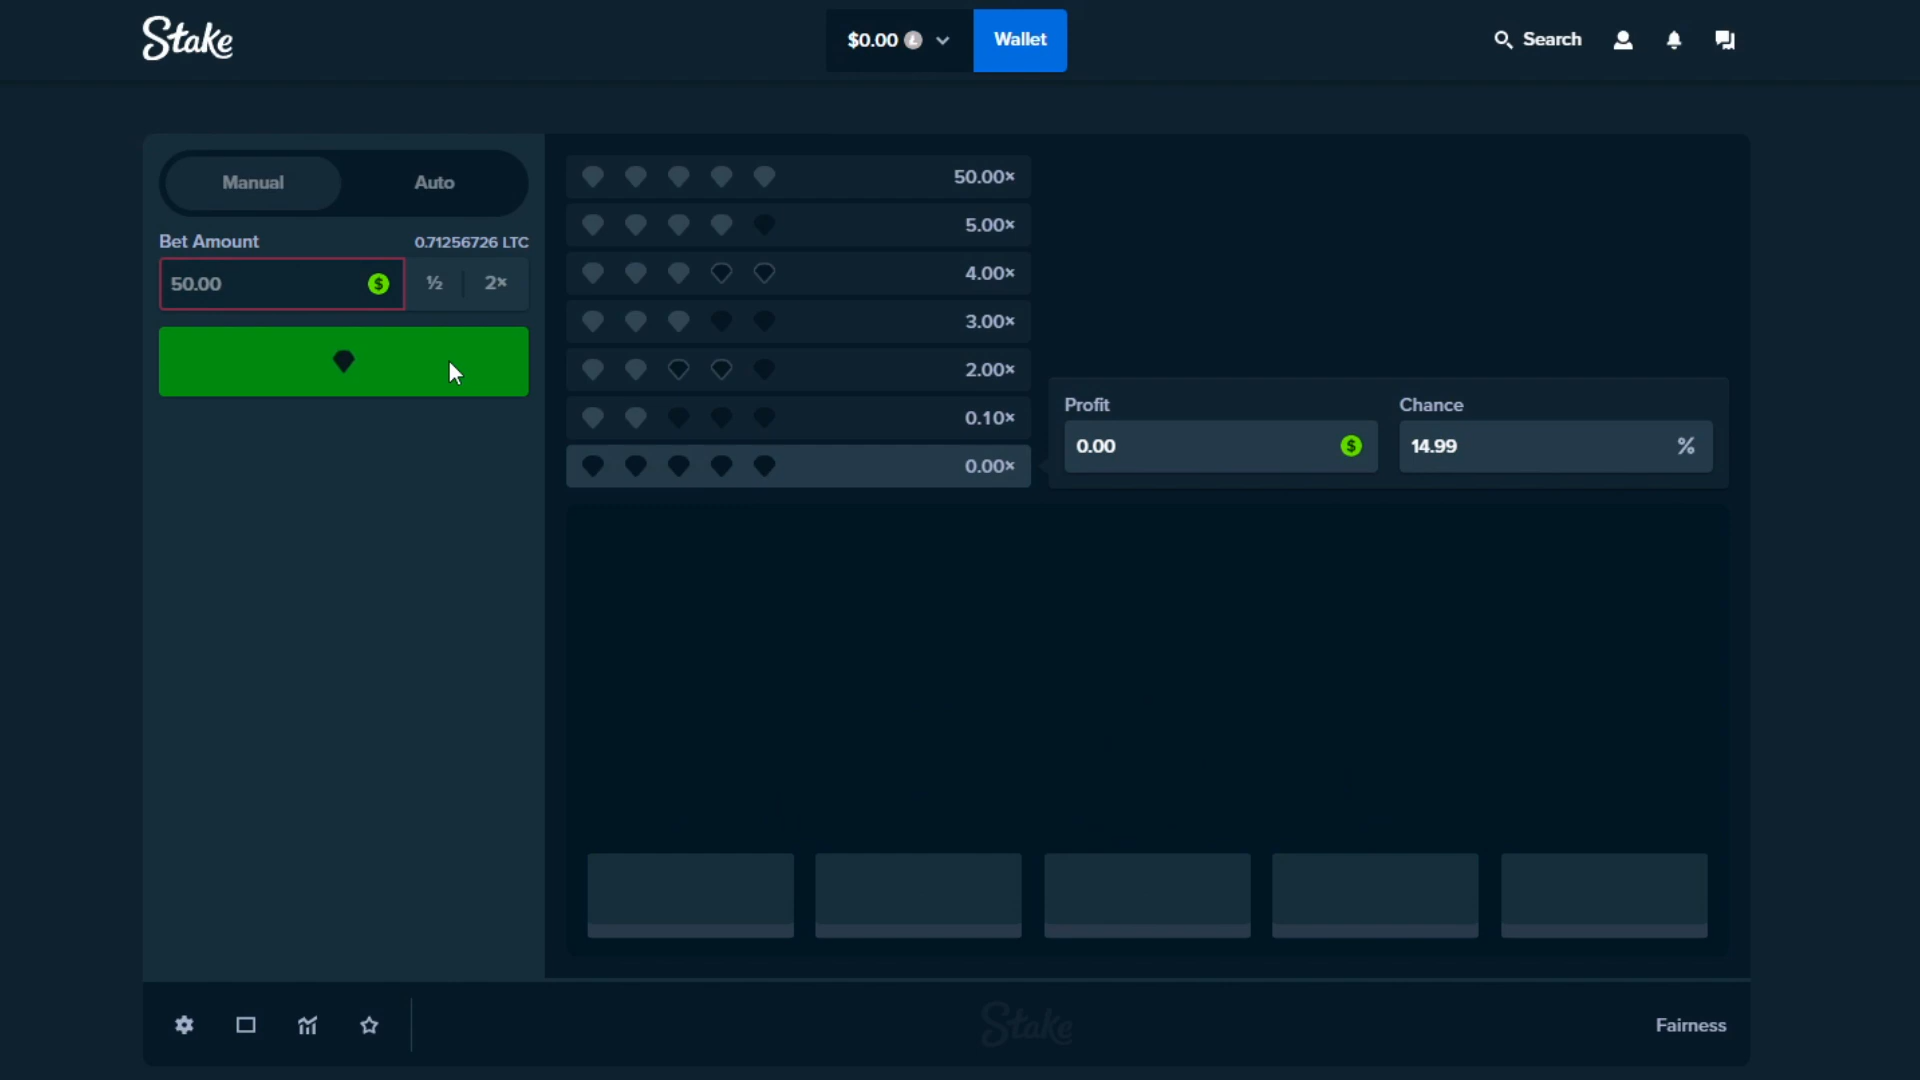 Stake
$0.00
Wallet
Search
Manual
Auto
Bet Amount
0.71256726 LTC
50.00
$
½
2×
50.00×
5.00×
4.00×
3.00×
2.00×
0.10×
0.00×
Profit
Chance
0.00
$
14.99
%
Stake
Fairness